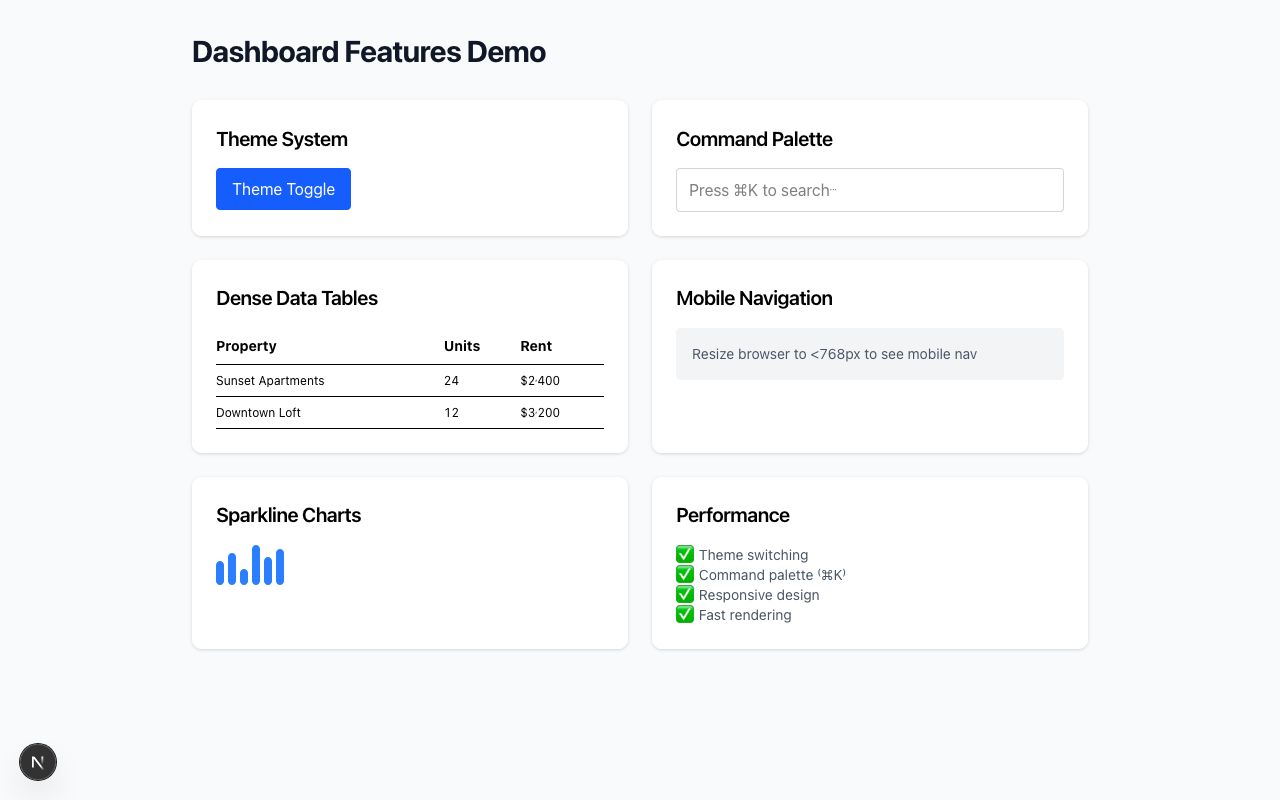 Dashboard Features Demo
Theme System
Theme Toggle
Command Palette
Press ⌘K to search...
Dense Data Tables
Property Units Rent
Sunset Apartments 24 $2,400
Downtown Loft 12 $3,200
Mobile Navigation
Resize browser to <768px to see mobile nav
Sparkline Charts
Performance
✅ Theme switching
✅ Command palette (⌘K)
✅ Responsive design
✅ Fast rendering
N